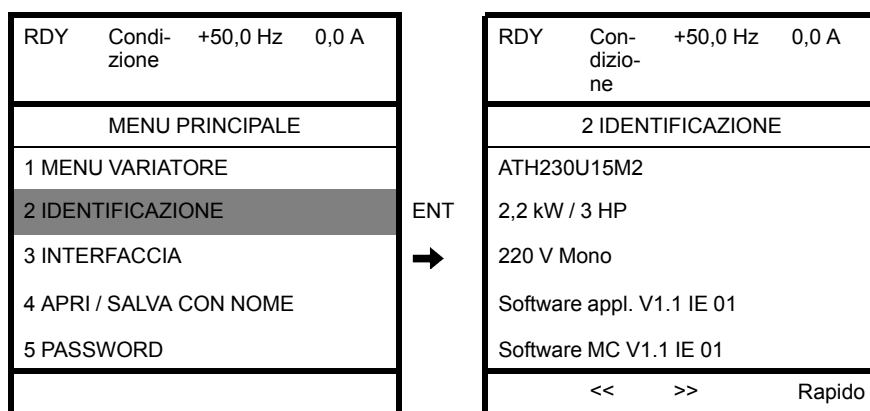 RDY Condi- +50,0 Hz 0,0 A
zione
MENU PRINCIPALE
1 MENU VARIATORE
2 IDENTIFICAZIONE
3 INTERFACCIA
4 APRI / SALVA CON NOME
5 PASSWORD
ENT
RDY Con- +50,0 Hz 0,0 A
dizio-
ne
2 IDENTIFICAZIONE
ATH230U15M2
2,2 kW / 3 HP
220 V Mono
Software appl. V1.1 IE 01
Software MC V1.1 IE 01
<< >> Rapido